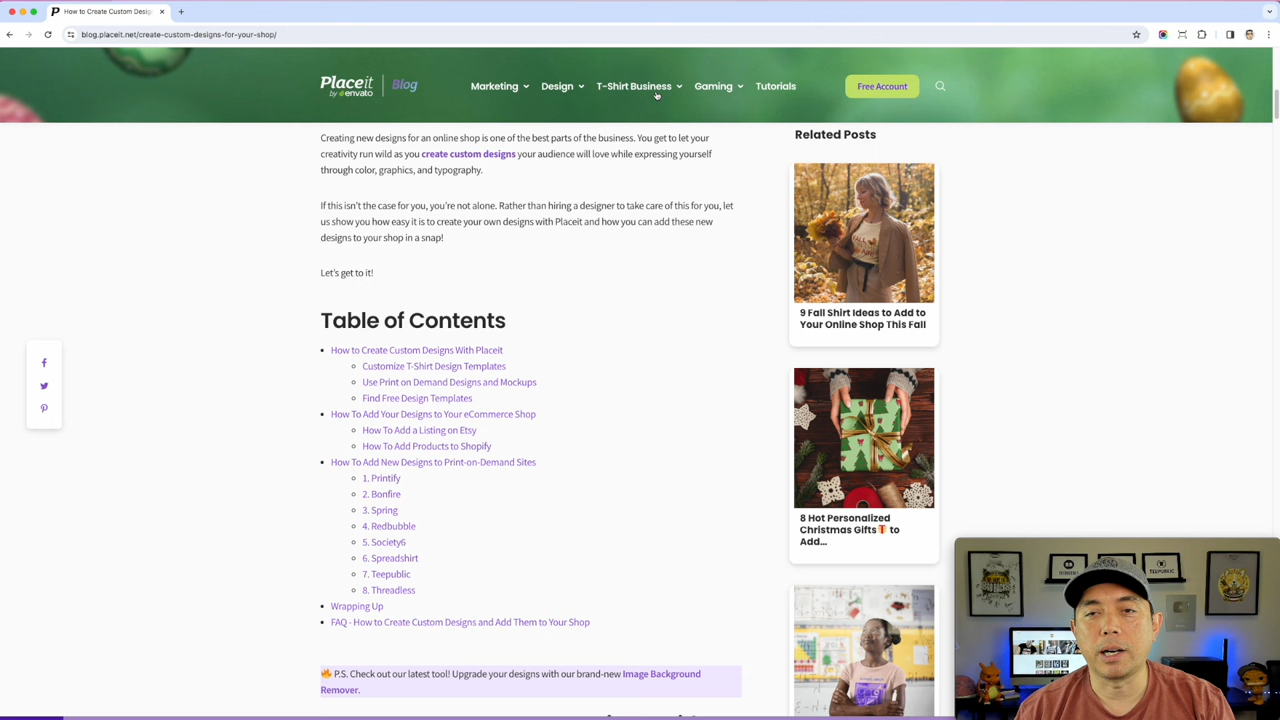 How to Create Custom Desig
blog.placeit.net/create-custom-designs-for-your-shop/
Placeit by envato
Blog
Marketing
Design
T-Shirt Business
Gaming
Tutorials
Free Account
Creating new designs for an online shop is one of the best parts of the business. You get to let your
creativity run wild as you create custom designs your audience will love while expressing yourself
through color, graphics, and typography.
If this isn't the case for you, you're not alone. Rather than hiring a designer to take care of this for you, let
us show you how easy it is to create your own designs with Placeit and how you can add these new
designs to your shop in a snap!
Let's get to it!
Table of Contents
How to Create Custom Designs With Placeit
Customize T-Shirt Design Templates
Use Print on Demand Designs and Mockups
Find Free Design Templates
How To Add Your Designs to Your eCommerce Shop
How To Add a Listing on Etsy
How To Add Products to Shopify
How To Add New Designs to Print-on-Demand Sites
1. Printify
2. Bonfire
3. Spring
4. Redbubble
5. Society6
6. Spreadshirt
7. Teepublic
8. Threadless
Wrapping Up
FAQ - How to Create Custom Designs and Add Them to Your Shop
🔥 P.S. Check out our latest tool! Upgrade your designs with our brand-new Image Background
Remover.
Related Posts
9 Fall Shirt Ideas to Add to
Your Online Shop This Fall
8 Hot Personalized
Christmas Gifts🎁 to
Add...
TEEPUBLIC